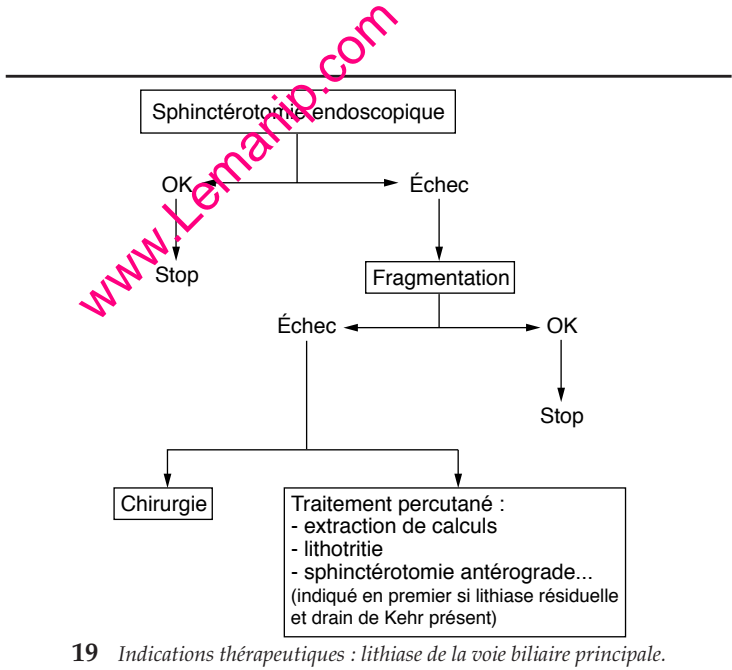 www.Lemanip.com
Sphinctérotomie endoscopique
OK
Échec
Stop
Fragmentation
Échec
OK
Stop
Chirurgie
Traitement percutané :
- extraction de calculs
- lithotritie
- sphinctérotomie antérograde...
(indiqué en premier si lithiase résiduelle
et drain de Kehr présent)
19 Indications thérapeutiques : lithiase de la voie biliaire principale.